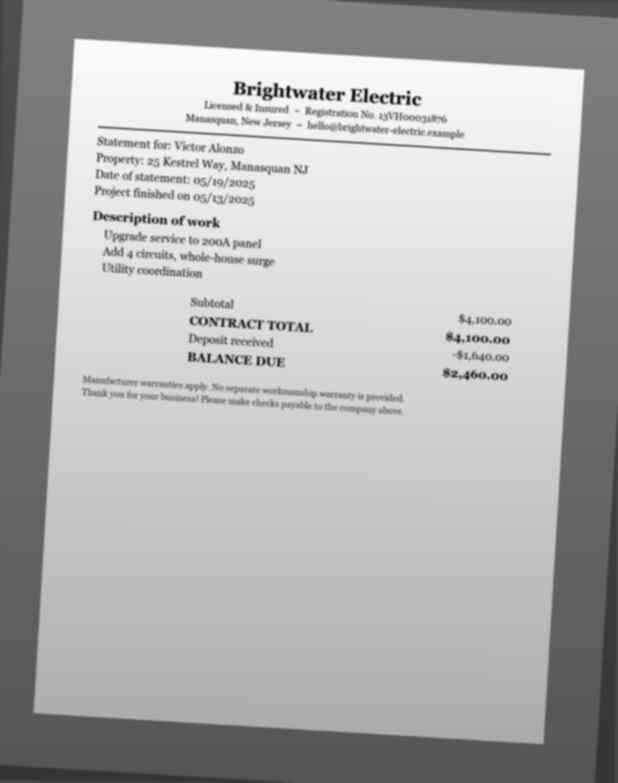 Brightwater Electric
Licensed & Insured – Registration No. 13VH00031876
Manasquan, New Jersey – hello@brightwater-electric.example
Statement for: Victor Alonzo
Property: 25 Kestrel Way, Manasquan NJ
Date of statement: 05/19/2025
Project finished on 05/13/2025
Description of work
Upgrade service to 200A panel
Add 4 circuits, whole-house surge
Utility coordination
Subtotal $4,100.00
CONTRACT TOTAL $4,100.00
Deposit received -$1,640.00
BALANCE DUE $2,460.00
Manufacturer warranties apply. No separate workmanship warranty is provided.
Thank you for your business! Please make checks payable to the company above.